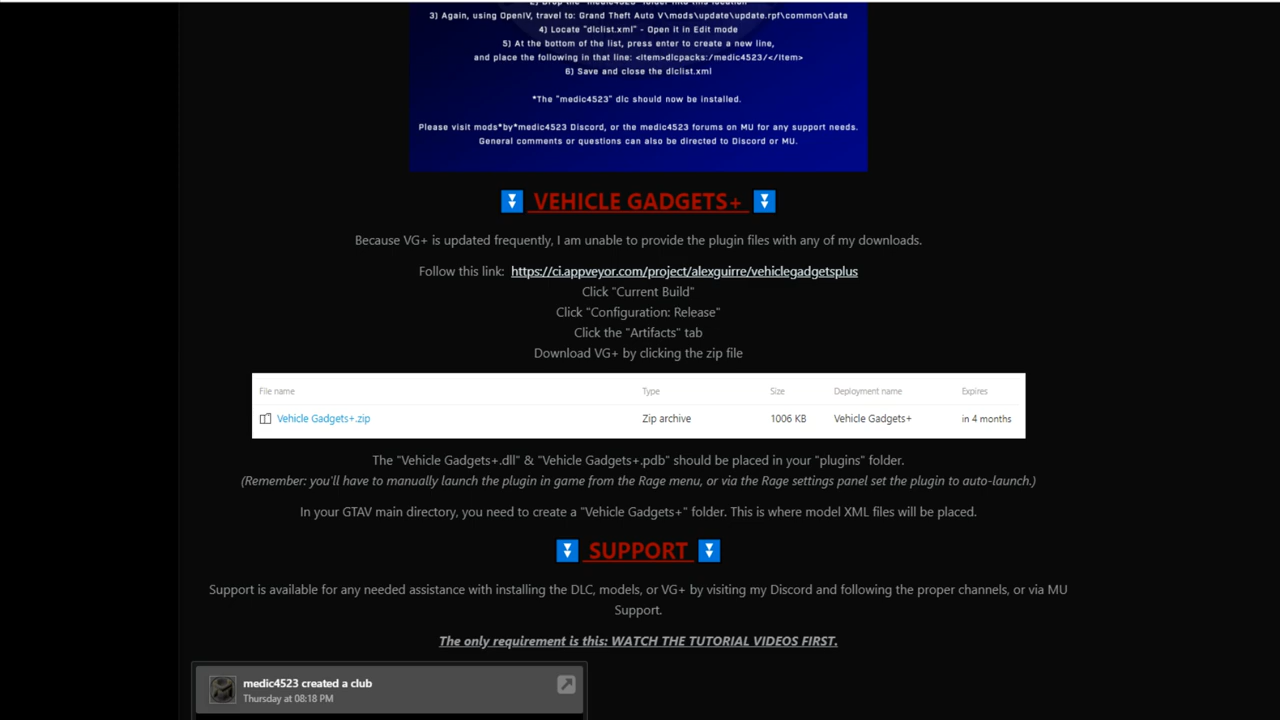 2) Drop the "medic4523" folder into this location
3) Again, using OpenIV, travel to: Grand Theft Auto V\mods\update\update.rpf\common\data
4) Locate "dlclist.xml" - Open it in Edit mode
5) At the bottom of the list, press enter to create a new line,
and place the following in that line: <Item>dlcpacks:/medic4523/</Item>
6) Save and close the dlclist.xml
*The "medic4523" dlc should now be installed.
Please visit mods*by*medic4523 Discord, or the medic4523 forums on MU for any support needs.
General comments or questions can also be directed to Discord or MU.
VEHICLE GADGETS+
Because VG+ is updated frequently, I am unable to provide the plugin files with any of my downloads.
Follow this link: https://ci.appveyor.com/project/alexguirre/vehiclegadgetsplus
Click "Current Build"
Click "Configuration: Release"
Click the "Artifacts" tab
Download VG+ by clicking the zip file
File name Type Size Deployment name Expires
Vehicle Gadgets+.zip Zip archive 1006 KB Vehicle Gadgets+ in 4 months
The "Vehicle Gadgets+.dll" & "Vehicle Gadgets+.pdb" should be placed in your "plugins" folder.
(Remember: you'll have to manually launch the plugin in game from the Rage menu, or via the Rage settings panel set the plugin to auto-launch.)
In your GTAV main directory, you need to create a "Vehicle Gadgets+" folder. This is where model XML files will be placed.
SUPPORT
Support is available for any needed assistance with installing the DLC, models, or VG+ by visiting my Discord and following the proper channels, or via MU
Support.
The only requirement is this: WATCH THE TUTORIAL VIDEOS FIRST.
medic4523 created a club
Thursday at 08:18 PM